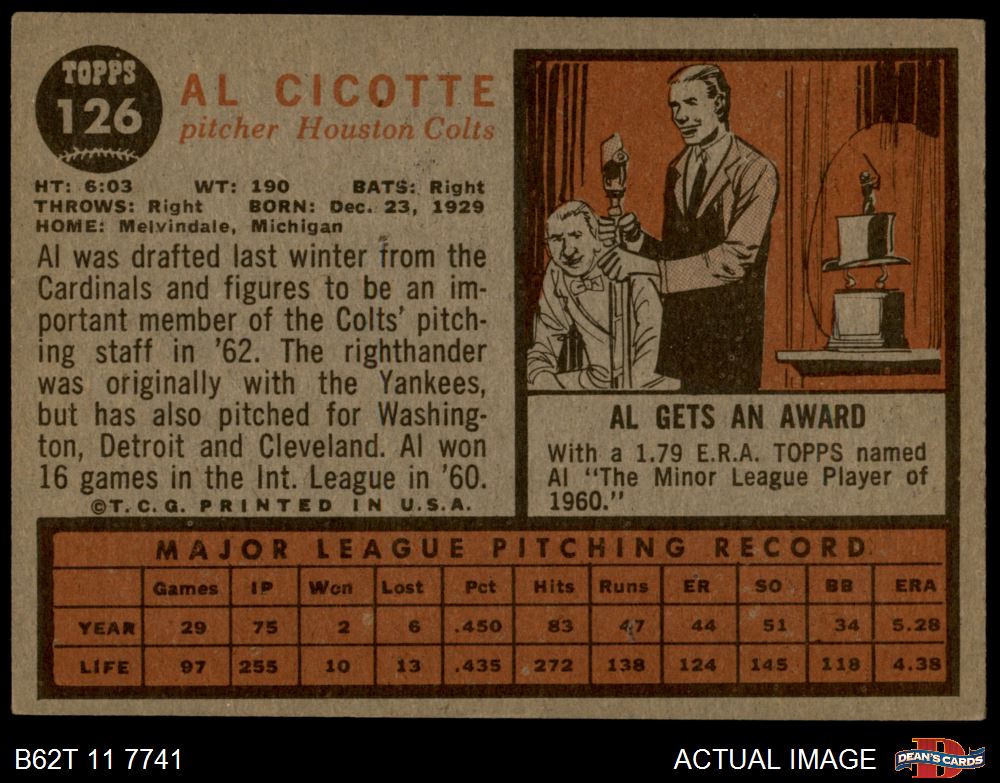 TOPPS
126
AL CICOTTE
pitcher Houston Colts
HT: 6:03 WT: 190 BATS: Right
THROWS: Right BORN: Dec. 23, 1929
HOME: Melvindale, Michigan
Al was drafted last winter from the
Cardinals and figures to be an im-
portant member of the Colts' pitch-
ing staff in '62. The righthander
was originally with the Yankees,
but has also pitched for Washing-
ton, Detroit and Cleveland. Al won
16 games in the Int. League in '60.
©T.C.G. PRINTED IN U.S.A.
AL GETS AN AWARD
With a 1.79 E.R.A. TOPPS named
Al "The Minor League Player of
1960."
MAJOR LEAGUE PITCHING RECORD
Games IP Won Lost Pct Hits Runs ER SO BB ERA
YEAR 29 75 2 6 .450 83 47 44 51 34 5.28
LIFE 97 255 10 13 .435 272 138 124 145 118 4.38
B62T 11 7741
ACTUAL IMAGE
D
DEAN'S CARDS